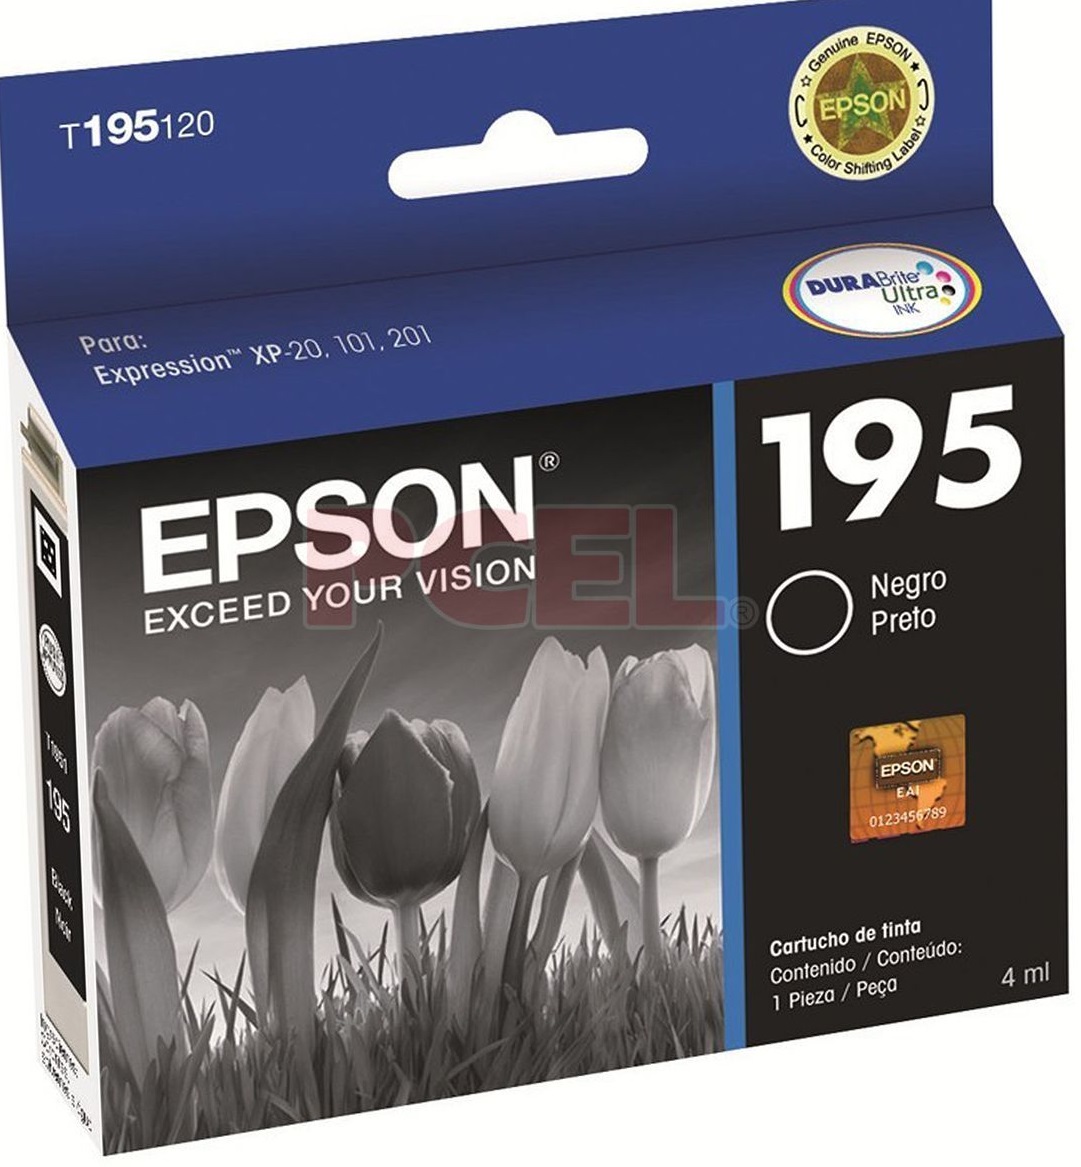 T195120
Genuine EPSON
EPSON
Color Shifting Label
DURABrite
Ultra
INK
Para:
Expression™ XP-20, 101, 201
EPSON®
EXCEED YOUR VISION
PCEL®
195
Negro
Preto
EPSON
EAI
0123456789
Cartucho de tinta
Contenido / Conteúdo:
1 Pieza / Peça
4 ml
T1951
195
Black
Noir